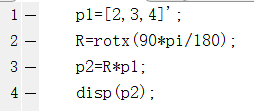 1 p1=[2,3,4]';
2 R=rotx(90*pi/180);
3 p2=R*p1;
4 disp(p2);